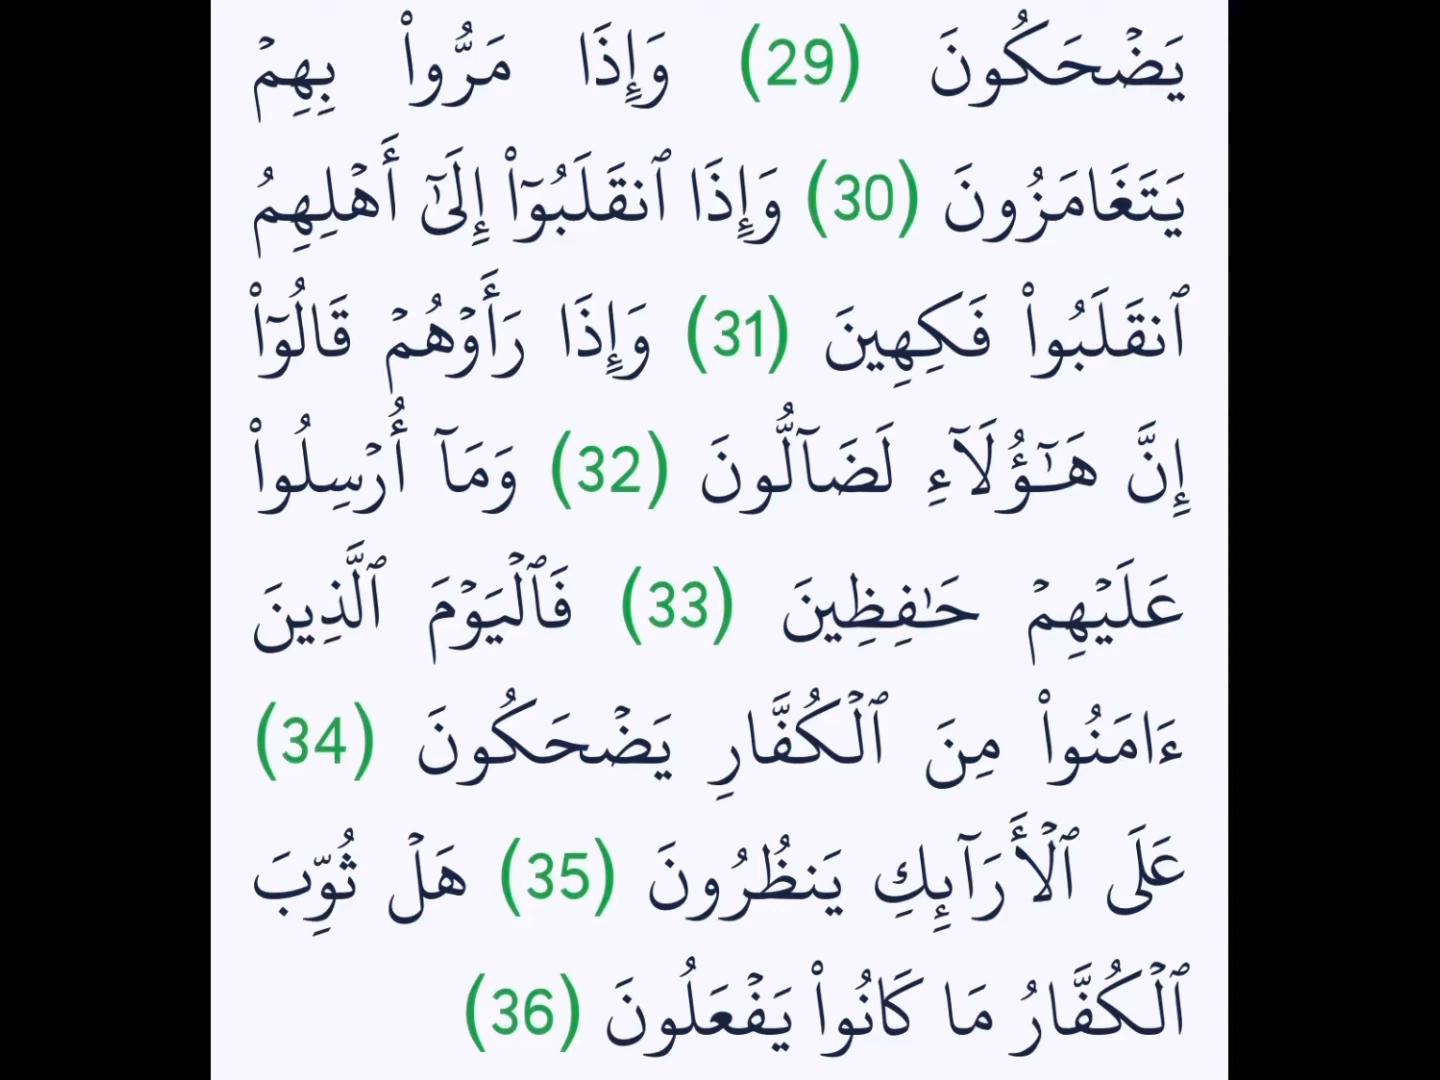 يَضۡحَكُونَ (29) وَإِذَا مَرُّواْ بِهِمۡ
يَتَغَامَزُونَ (30) وَإِذَا ٱنقَلَبُوٓاْ إِلَىٰٓ أَهۡلِهِمُ
ٱنقَلَبُواْ فَكِهِينَ (31) وَإِذَا رَأَوۡهُمۡ قَالُوٓاْ
إِنَّ هَـٰٓؤُلَآءِ لَضَآلُّونَ (32) وَمَآ أُرۡسِلُواْ
عَلَيۡهِمۡ حَـٰفِظِينَ (33) فَٱلۡيَوۡمَ ٱلَّذِينَ
ءَامَنُواْ مِنَ ٱلۡكُفَّارِ يَضۡحَكُونَ (34)
عَلَى ٱلۡأَرَآئِكِ يَنظُرُونَ (35) هَلۡ ثُوِّبَ
ٱلۡكُفَّارُ مَا كَانُواْ يَفۡعَلُونَ (36)